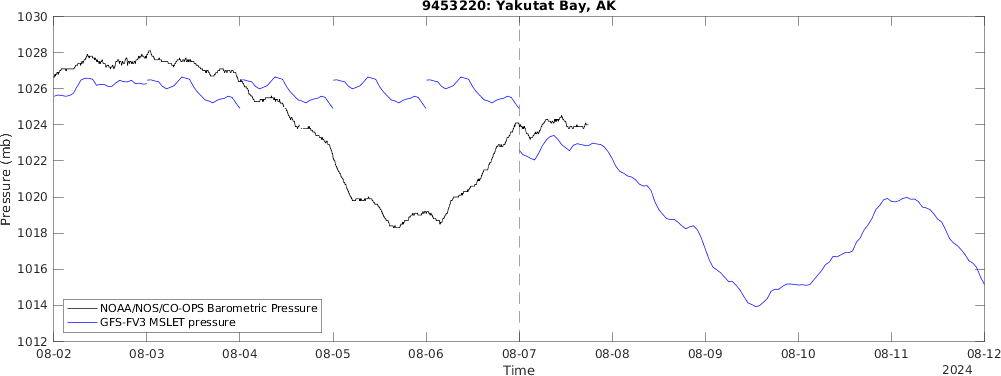 9453220: Yakutat Bay, AK
1030
1028
1026
1024
1022
1020
1018
1016
1014
1012
Pressure (mb)
NOAA/NOS/CO-OPS Barometric Pressure
GFS-FV3 MSLET pressure
08-02 08-03 08-04 08-05 08-06 08-07 08-08 08-09 08-10 08-11 08-12
Time
2024